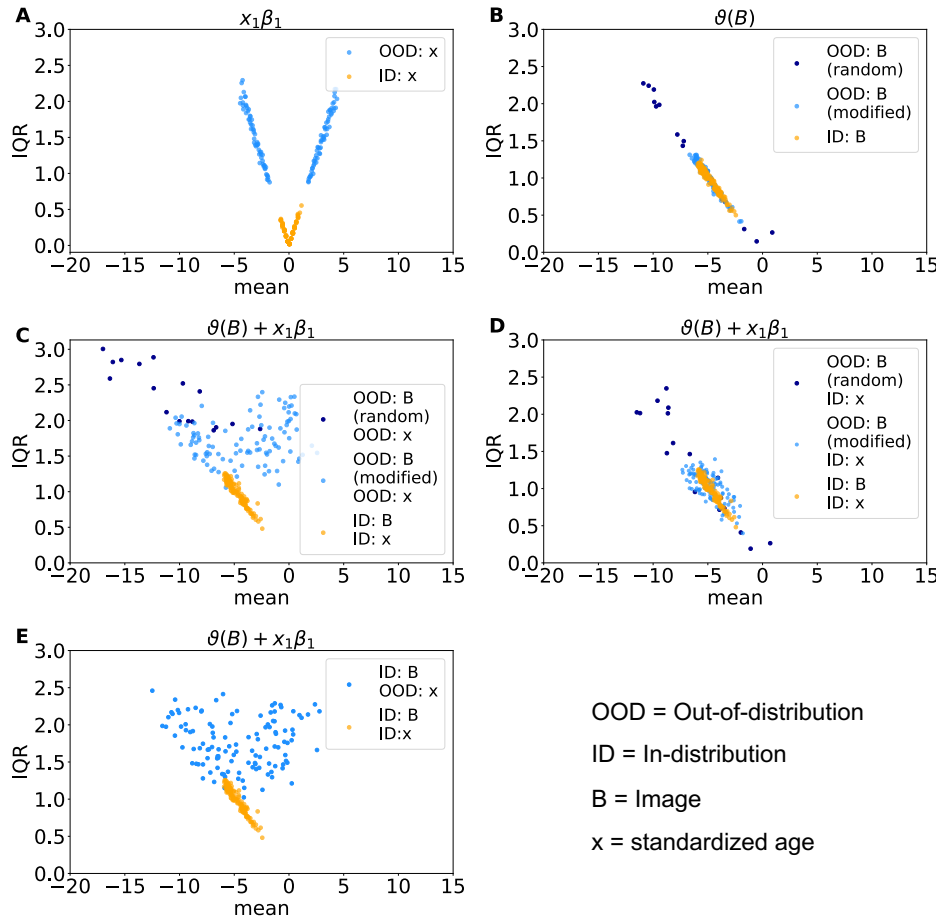 A
x₁β₁
3.0
2.5
2.0
1.5
1.0
0.5
0.0
IQR
−20 −15 −10 −5 0 5 10 15
mean
OOD: x
ID: x
B
ϑ(B)
3.0
2.5
2.0
1.5
1.0
0.5
0.0
IQR
−20 −15 −10 −5 0 5 10 15
mean
OOD: B
(random)
OOD: B
(modified)
ID: B
C
ϑ(B) + x₁β₁
3.0
2.5
2.0
1.5
1.0
0.5
0.0
IQR
−20 −15 −10 −5 0 5 10 15
mean
OOD: B
(random)
OOD: x
OOD: B
(modified)
OOD: x
ID: B
ID: x
D
ϑ(B) + x₁β₁
3.0
2.5
2.0
1.5
1.0
0.5
0.0
IQR
−20 −15 −10 −5 0 5 10 15
mean
OOD: B
(random)
ID: x
OOD: B
(modified)
ID: x
ID: B
ID: x
E
ϑ(B) + x₁β₁
3.0
2.5
2.0
1.5
1.0
0.5
0.0
IQR
−20 −15 −10 −5 0 5 10 15
mean
ID: B
OOD: x
ID: B
ID:x
OOD = Out-of-distribution
ID = In-distribution
B = Image
x = standardized age